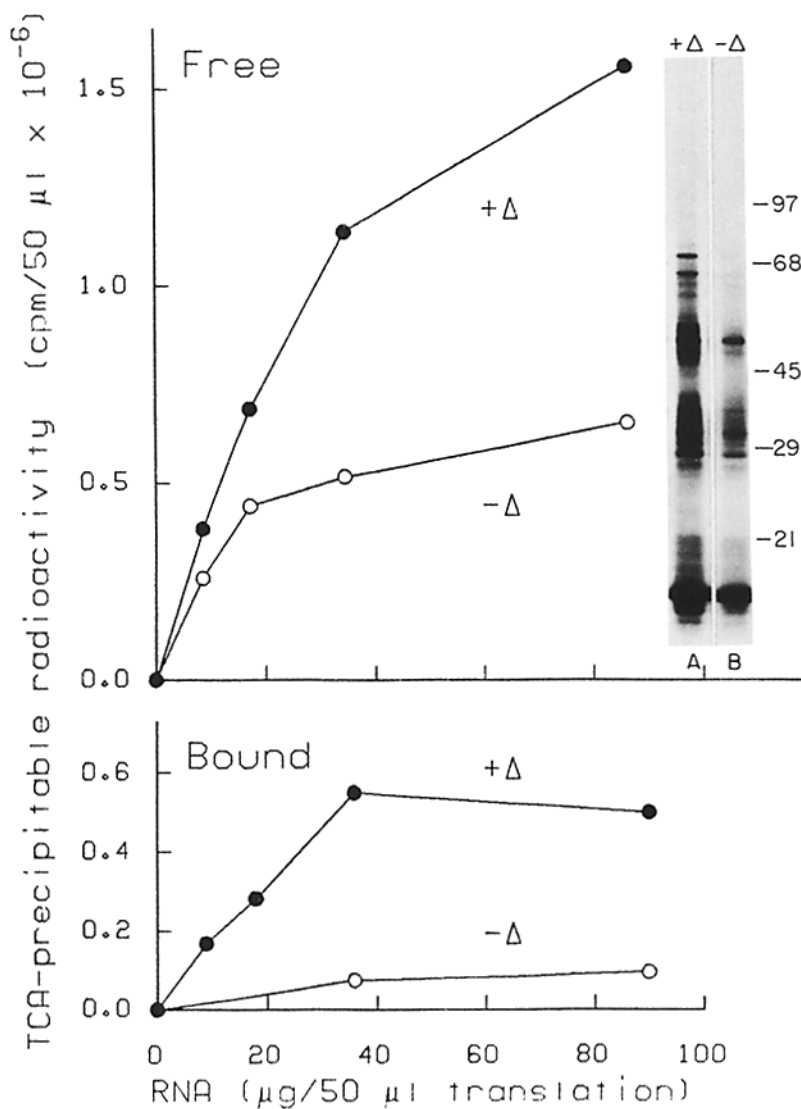 TCA-precipitable radioactivity (cpm/50 µl x 10⁻⁶)
Free
1.5
1.0
0.5
0.0
+Δ
-Δ
+Δ -Δ
-97
-68
-45
-29
-21
A B
Bound
0.6
0.4
0.2
0.0
+Δ
-Δ
0 20 40 60 80 100
RNA (µg/50 µl translation)